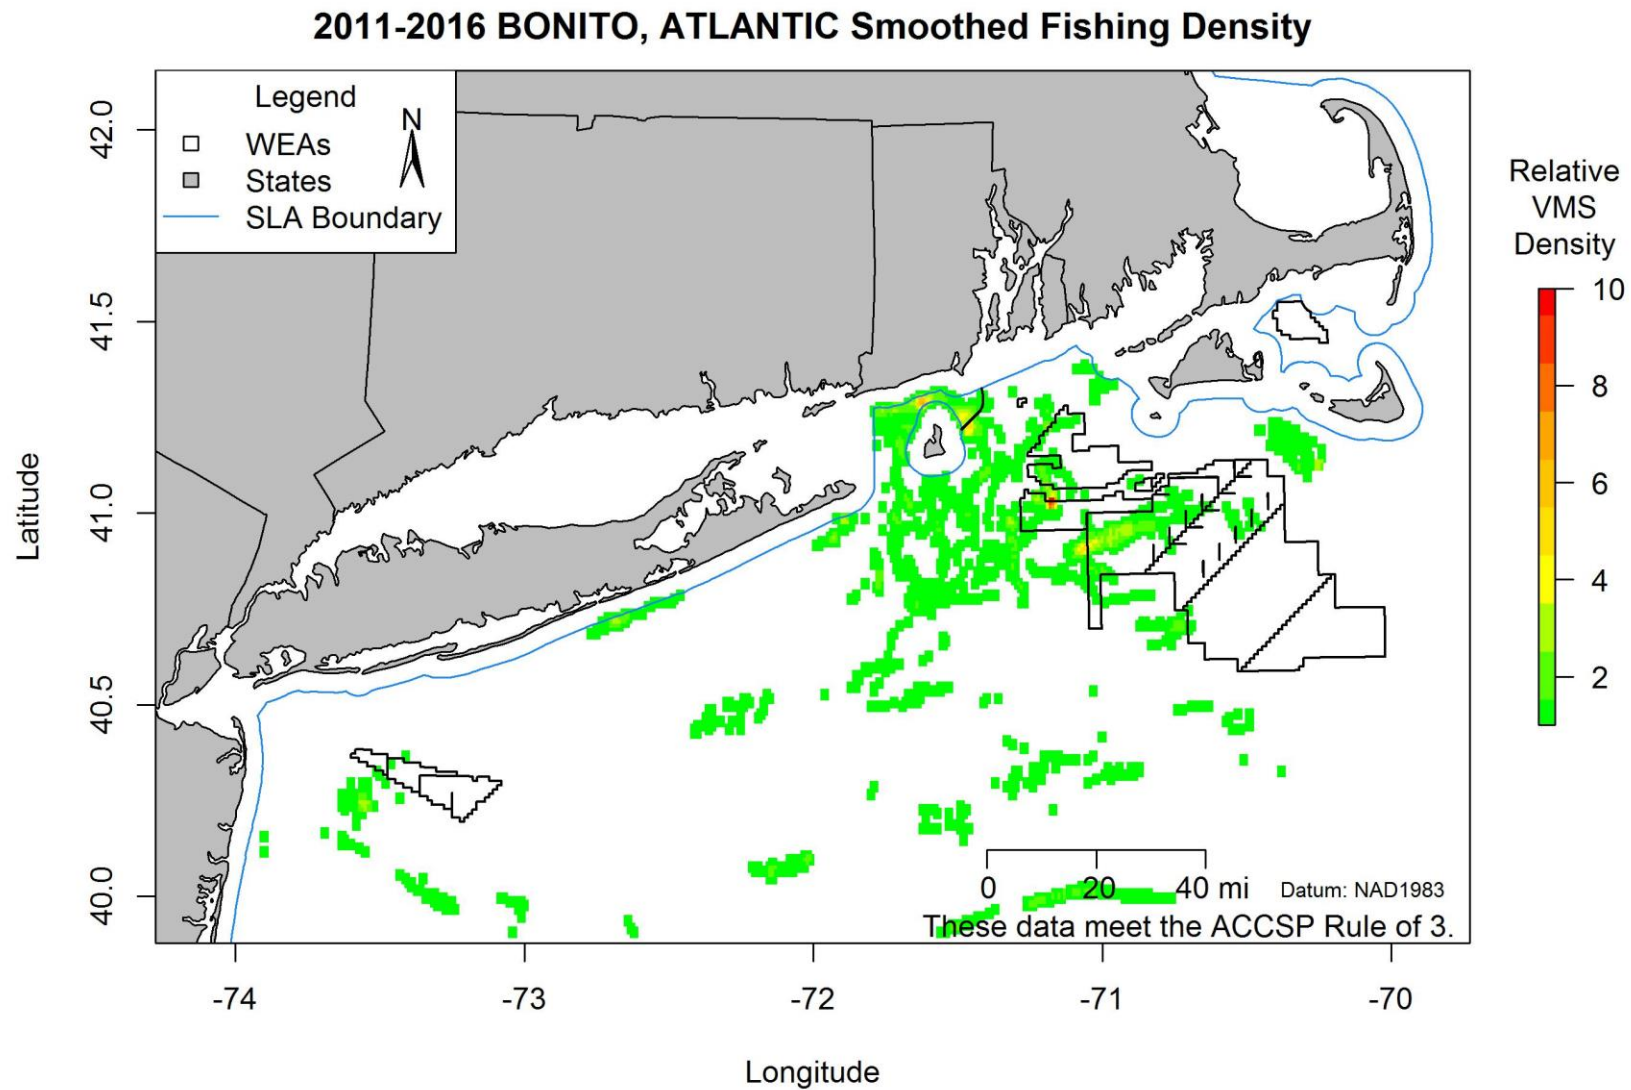 2011-2016 BONITO, ATLANTIC Smoothed Fishing Density
Legend
WEAs
States
SLA Boundary
N
Relative
VMS
Density
10
8
6
4
2
Latitude
42.0
41.5
41.0
40.5
40.0
0 20 40 mi
Datum: NAD1983
These data meet the ACCSP Rule of 3.
-74 -73 -72 -71 -70
Longitude